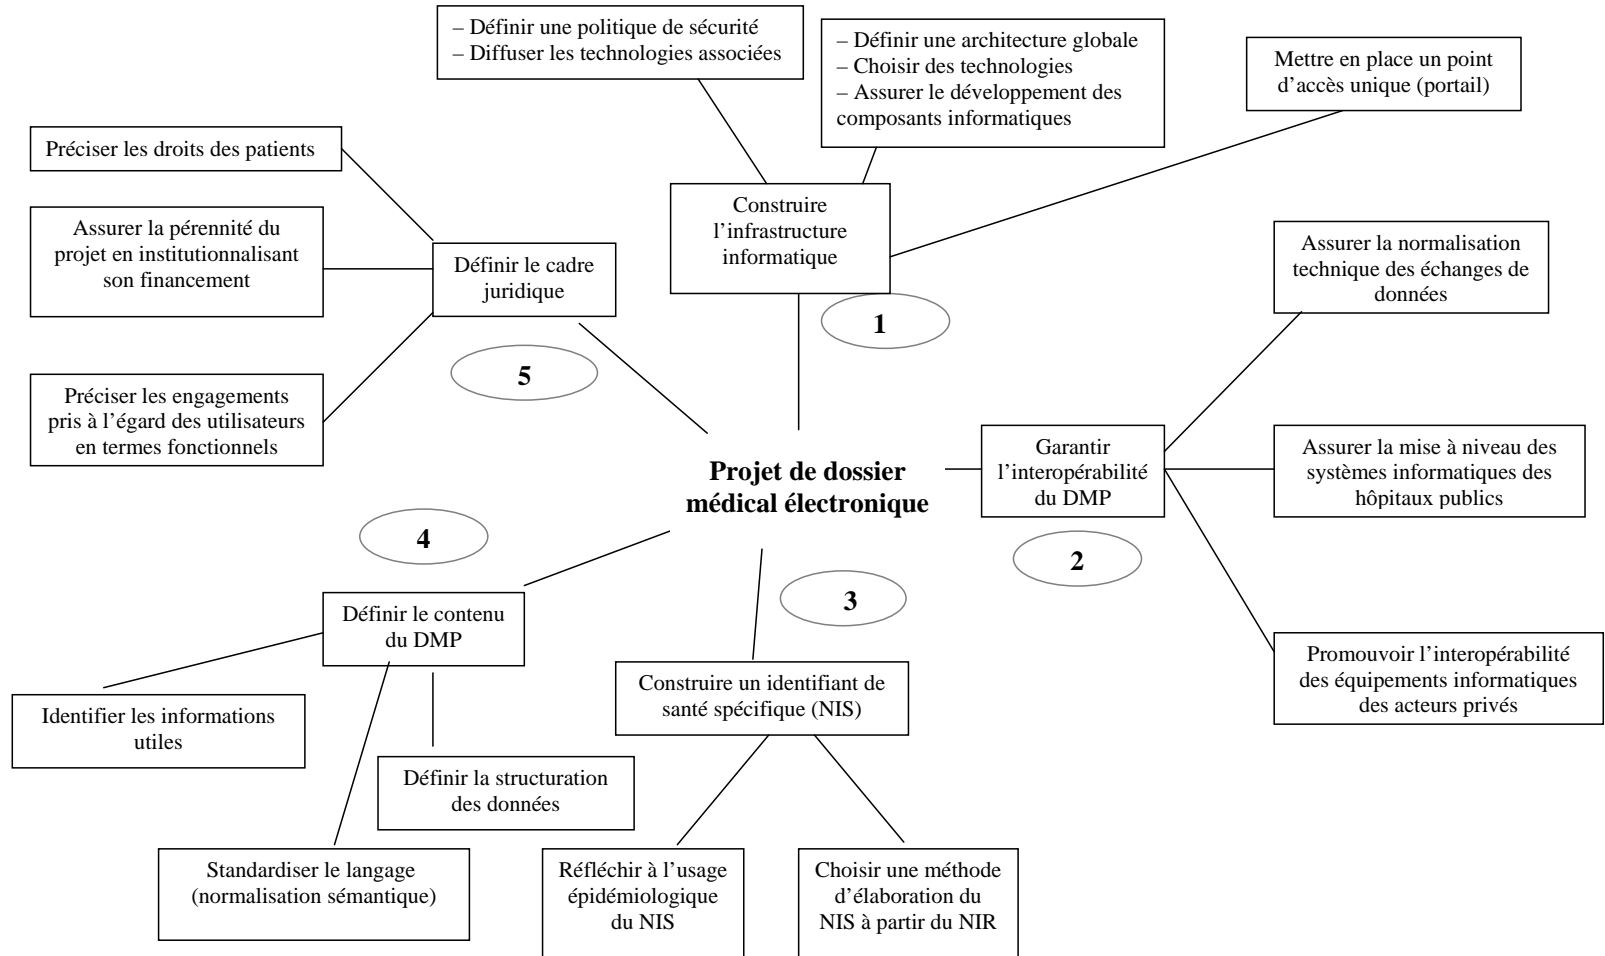 – Définir une politique de sécurité
– Diffuser les technologies associées
– Définir une architecture globale
– Choisir des technologies
– Assurer le développement des
composants informatiques
Mettre en place un point
d’accès unique (portail)
Préciser les droits des patients
Construire
l’infrastructure
informatique
1
Assurer la pérennité du
projet en institutionnalisant
son financement
Définir le cadre
juridique
5
Préciser les engagements
pris à l’égard des utilisateurs
en termes fonctionnels
Assurer la normalisation
technique des échanges de
données
Projet de dossier
médical électronique
Garantir
l’interopérabilité
du DMP
2
Assurer la mise à niveau des
systèmes informatiques des
hôpitaux publics
Promouvoir l’interopérabilité
des équipements informatiques
des acteurs privés
4
Définir le contenu
du DMP
3
Construire un identifiant de
santé spécifique (NIS)
Identifier les informations
utiles
Définir la structuration
des données
Standardiser le langage
(normalisation sémantique)
Réfléchir à l’usage
épidémiologique
du NIS
Choisir une méthode
d’élaboration du
NIS à partir du NIR